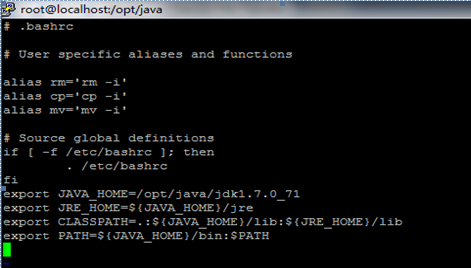 root@localhost:/opt/java
# .bashrc
# User specific aliases and functions
alias rm='rm -i'
alias cp='cp -i'
alias mv='mv -i'
# Source global definitions
if [ -f /etc/bashrc ]; then
. /etc/bashrc
fi
export JAVA_HOME=/opt/java/jdk1.7.0_71
export JRE_HOME=${JAVA_HOME}/jre
export CLASSPATH=.:${JAVA_HOME}/lib:${JRE_HOME}/lib
export PATH=${JAVA_HOME}/bin:$PATH